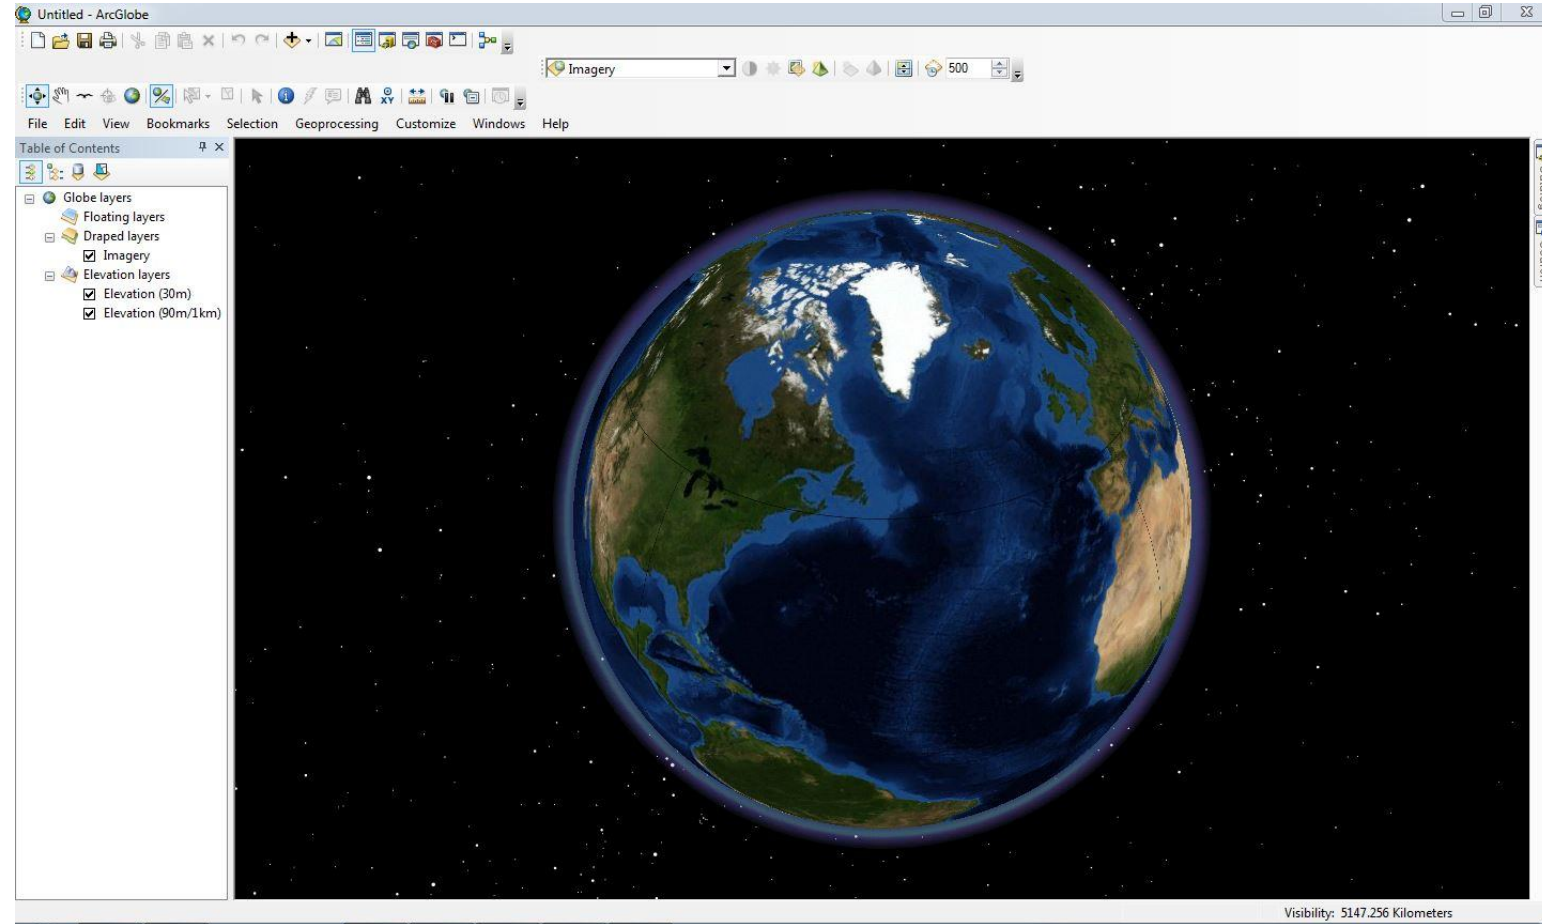 Untitled - ArcGlobe
Imagery
500
XY
File Edit View Bookmarks Selection Geoprocessing Customize Windows Help
Table of Contents
Globe layers
Floating layers
Draped layers
Imagery
Elevation layers
Elevation (30m)
Elevation (90m/1km)
Visibility: 5147.256 Kilometers